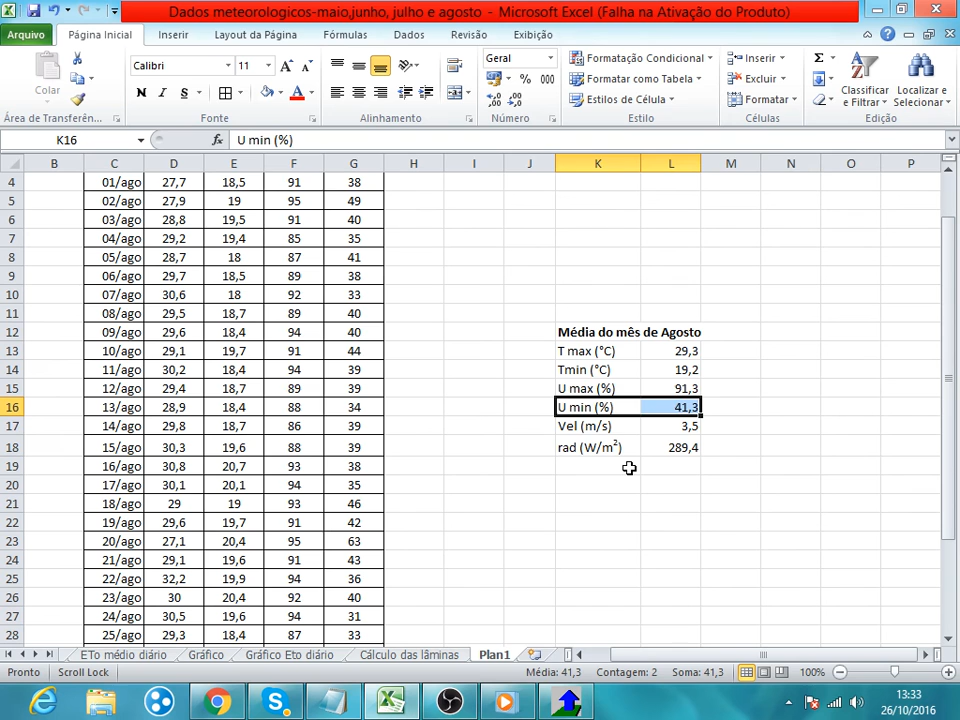 Dados meteorologicos-maio,junho, julho e agosto - Microsoft Excel (Falha na Ativação do Produto)
Arquivo Página Inicial Inserir Layout da Página Fórmulas Dados Revisão Exibição
Colar
Calibri 11
N I S
Geral
% 000
Formatação Condicional
Formatar como Tabela
Estilos de Célula
Inserir
Excluir
Formatar
Σ
Classificar e Filtrar
Localizar e Selecionar
Área de Transferên... Fonte Alinhamento Número Estilo Células Edição
K16 fx U min (%)
B C D E F G H I J K L M N O P
4 01/ago 27,7 18,5 91 38
5 02/ago 27,9 19 95 49
6 03/ago 28,8 19,5 91 40
7 04/ago 29,2 19,4 85 35
8 05/ago 28,7 18 87 41
9 06/ago 29,7 18,5 89 38
10 07/ago 30,6 18 92 33
11 08/ago 29,5 18,7 89 40
12 09/ago 29,6 18,4 94 40 Média do mês de Agosto
13 10/ago 29,1 19,7 91 44 T max (°C) 29,3
14 11/ago 30,2 18,4 94 39 Tmin (°C) 19,2
15 12/ago 29,4 18,7 89 39 U max (%) 91,3
16 13/ago 28,9 18,4 88 34 U min (%) 41,3
17 14/ago 29,8 18,7 86 39 Vel (m/s) 3,5
18 15/ago 30,3 19,6 88 39 rad (W/m²) 289,4
19 16/ago 30,8 20,7 93 38
20 17/ago 30,1 20,1 94 35
21 18/ago 29 19 93 46
22 19/ago 29,6 19,7 91 42
23 20/ago 27,1 20,4 95 63
24 21/ago 29,1 19,6 91 43
25 22/ago 32,2 19,9 94 36
26 23/ago 30 20,4 92 40
27 24/ago 30,5 19,6 94 31
28 25/ago 29,3 18,4 87 33
ETo médio diário Gráfico Gráfico Eto diário Cálculo das lâminas Plan1
Pronto Scroll Lock Média: 41,3 Contagem: 2 Soma: 41,3 100%
13:33
26/10/2016